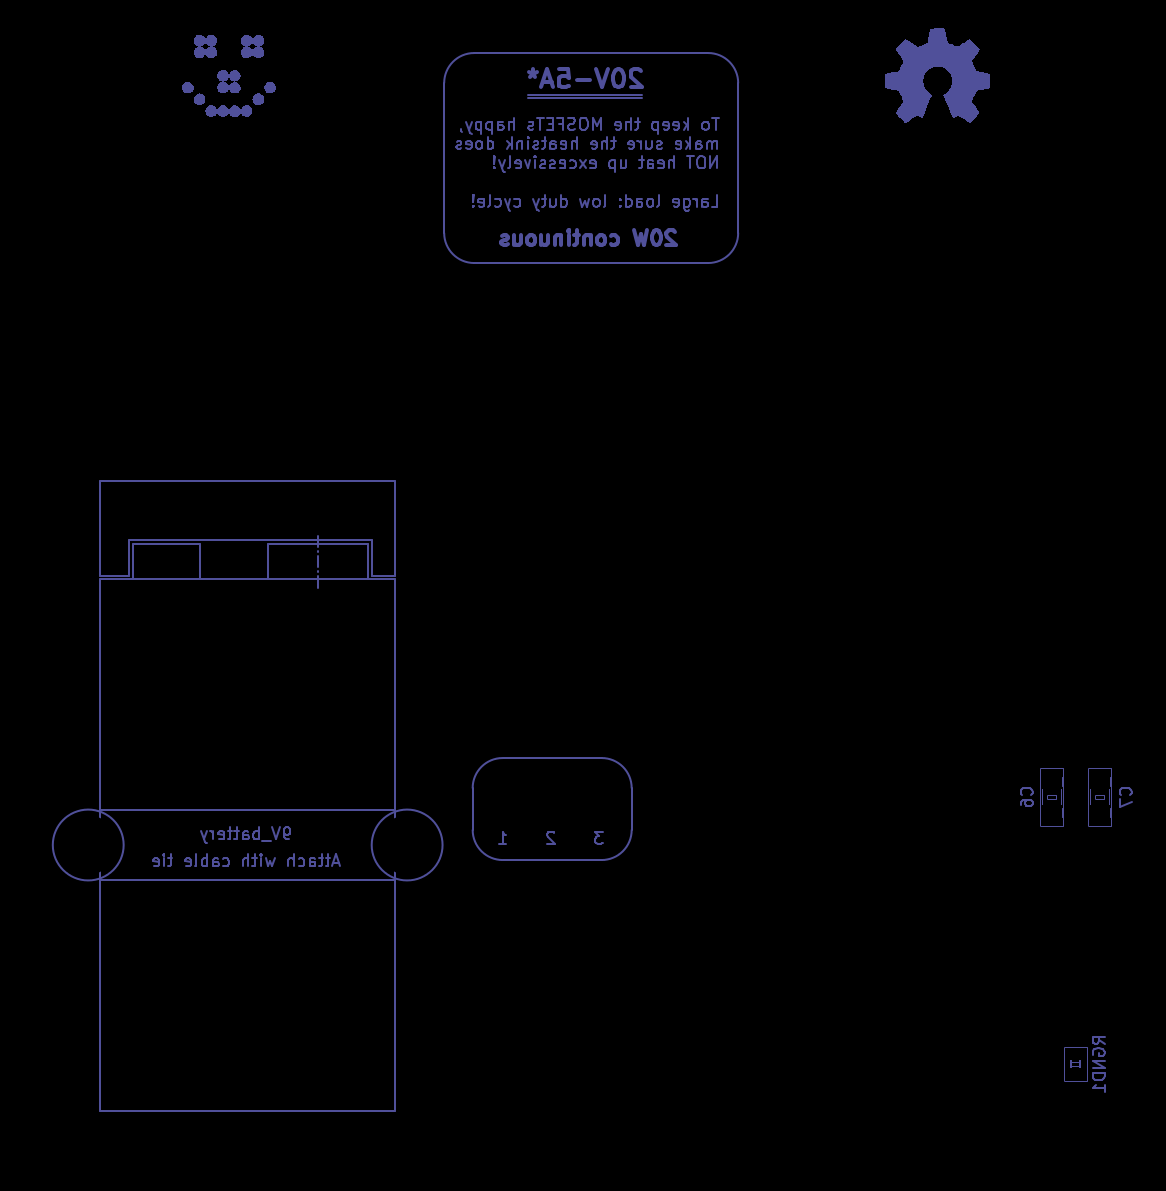 20V-5A*
To keep the MOSFETs happy,
make sure the heatsink does
NOT heat up excessively!
Large load: low duty cycle!
20W continuous
9V_battery
Attach with cable tie
1 2 3
C6
C7
RGND1